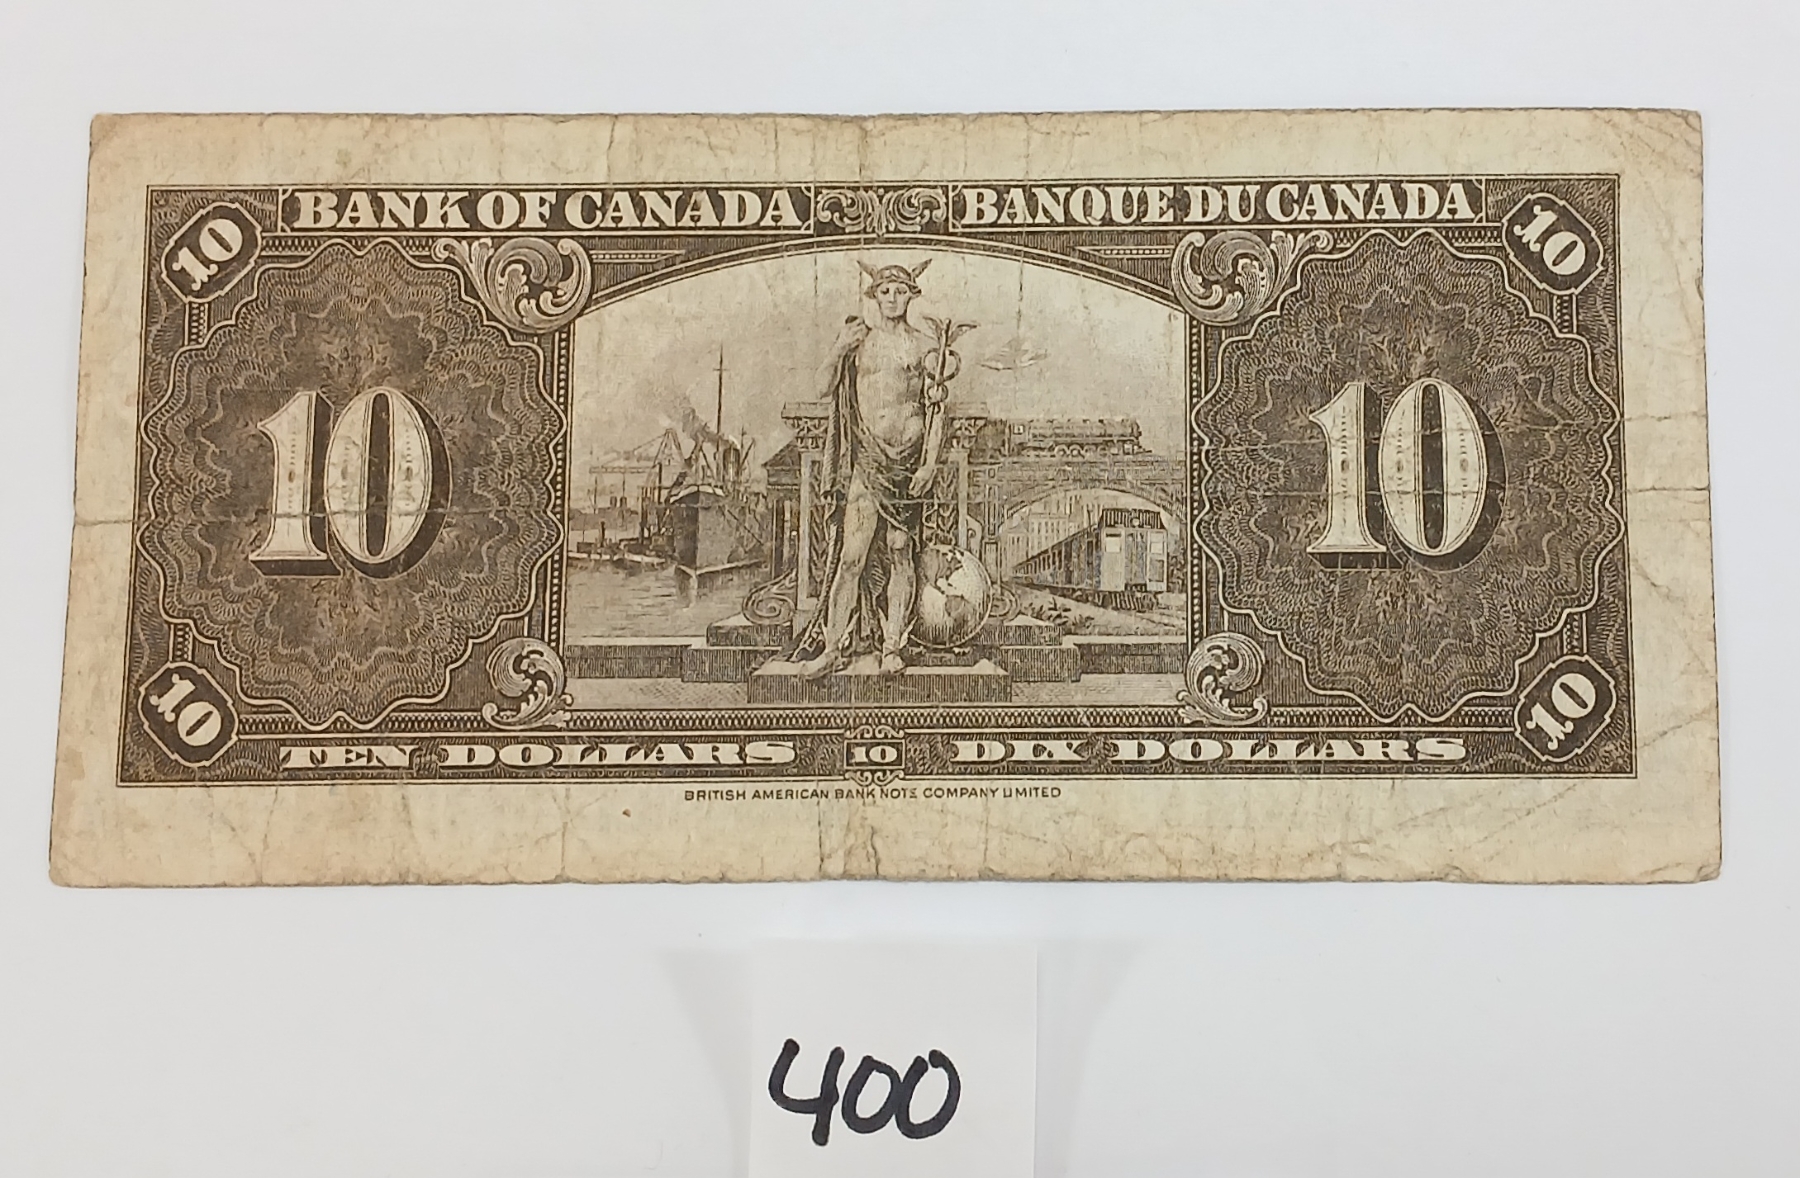 BANK OF CANADA BANQUE DU CANADA
10 10
10 10
10 10
TEN DOLLARS 10 DIX DOLLARS
BRITISH AMERICAN BANK NOTE COMPANY LIMITED
400